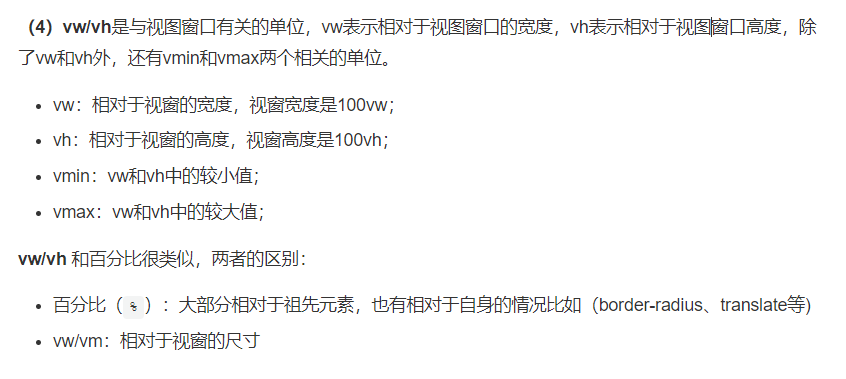 （4）vw/vh是与视图窗口有关的单位，vw表示相对于视图窗口的宽度，vh表示相对于视图窗口高度，除
了vw和vh外，还有vmin和vmax两个相关的单位。
• vw：相对于视窗的宽度，视窗宽度是100vw；
• vh：相对于视窗的高度，视窗高度是100vh；
• vmin：vw和vh中的较小值；
• vmax：vw和vh中的较大值；
vw/vh 和百分比很类似，两者的区别：
• 百分比（ % ）：大部分相对于祖先元素，也有相对于自身的情况比如（border-radius、translate等)
• vw/vm：相对于视窗的尺寸